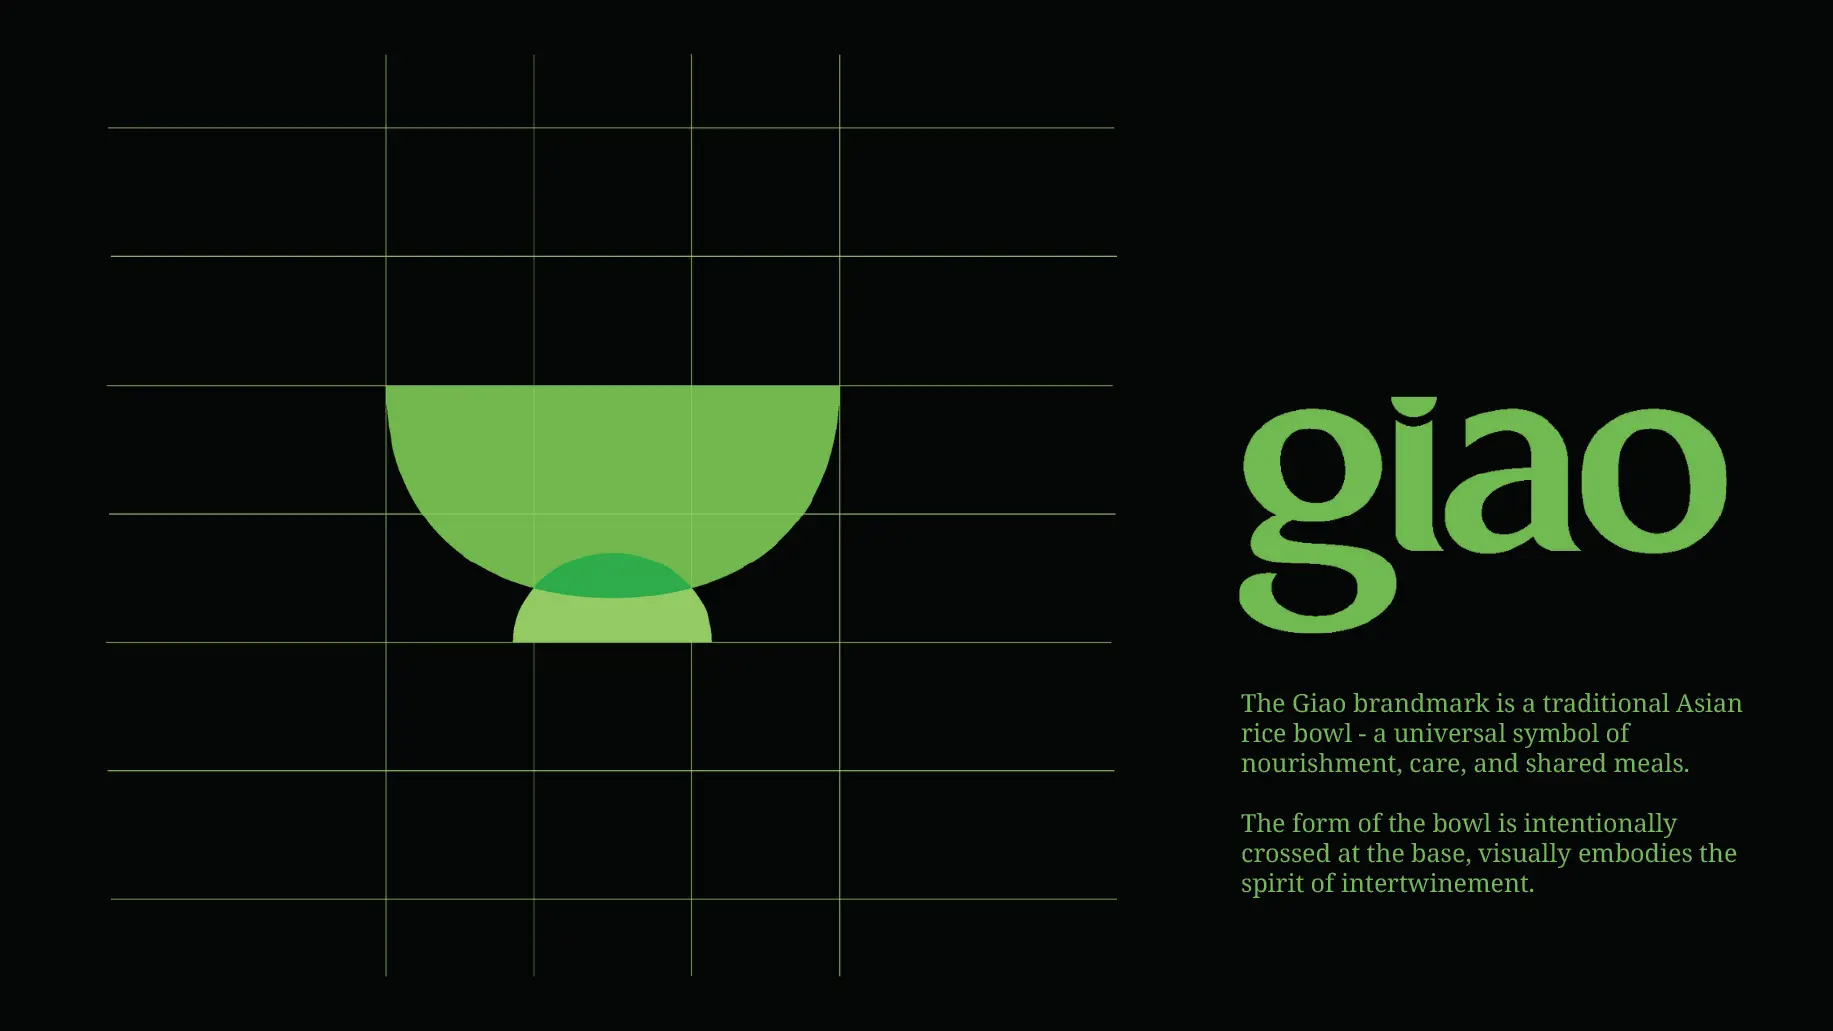 giao
The Giao brandmark is a traditional Asian
rice bowl - a universal symbol of
nourishment, care, and shared meals.
The form of the bowl is intentionally
crossed at the base, visually embodies the
spirit of intertwinement.